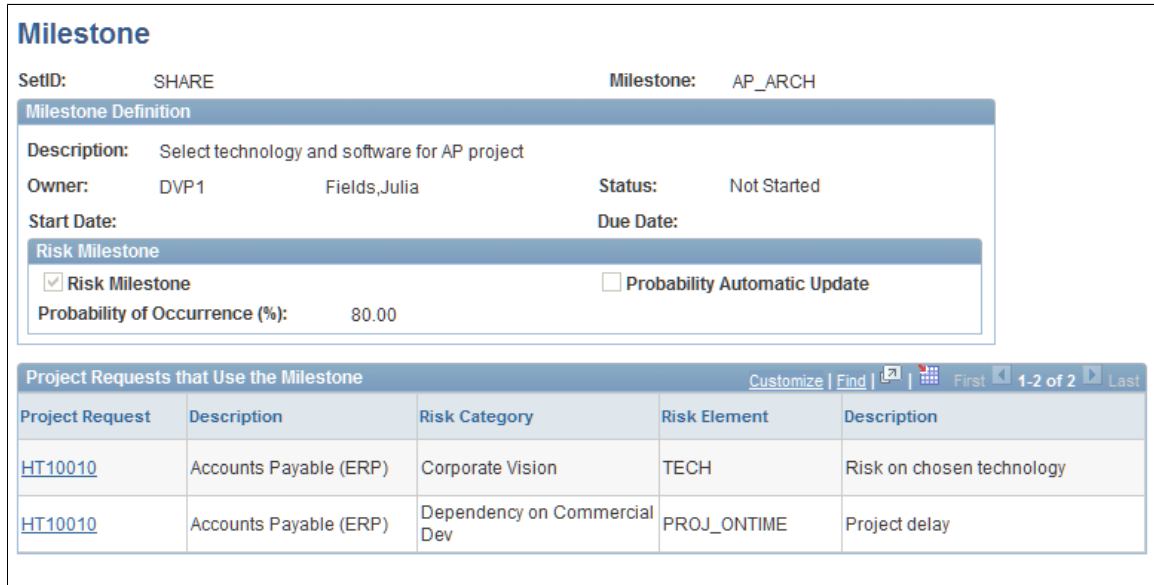 Milestone
SetID: SHARE Milestone: AP_ARCH
Milestone Definition
Description: Select technology and software for AP project
Owner: DVP1 Fields,Julia Status: Not Started
Start Date: Due Date:
Risk Milestone
Risk Milestone Probability Automatic Update
Probability of Occurrence (%): 80.00
Project Requests that Use the Milestone Customize | Find | | First 1-2 of 2 Last
Project Request Description Risk Category Risk Element Description
HT10010 Accounts Payable (ERP) Corporate Vision TECH Risk on chosen technology
HT10010 Accounts Payable (ERP) Dependency on Commercial Dev PROJ_ONTIME Project delay